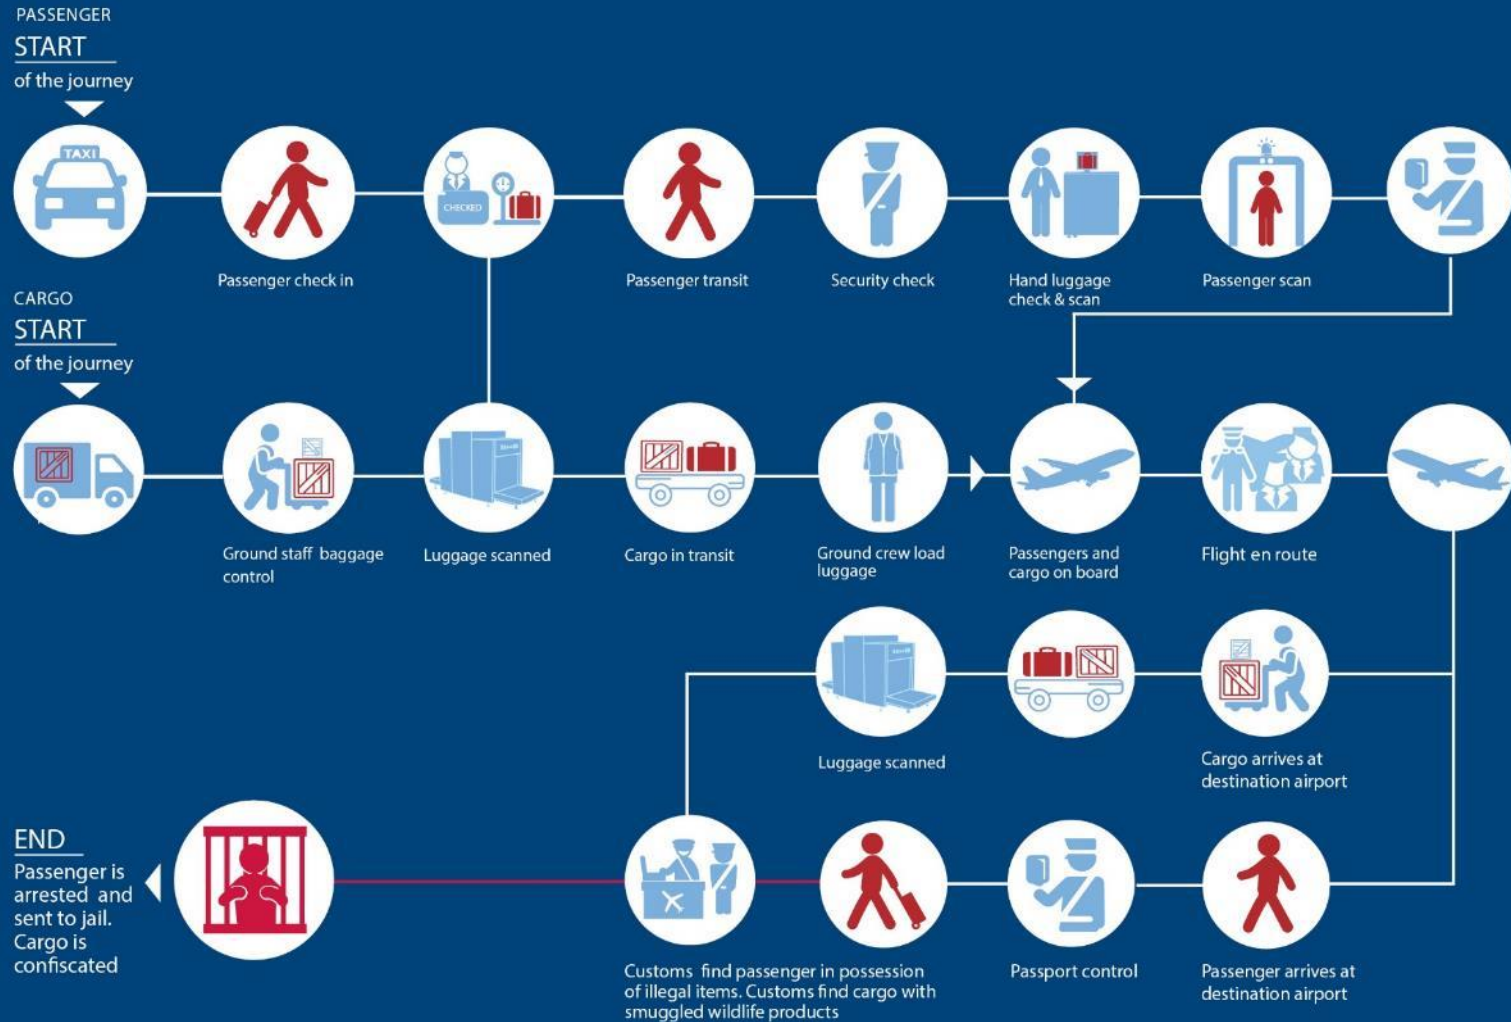 PASSENGER
START
of the journey
TAXI
CHECKED
Passenger check in
Passenger transit
Security check
Hand luggage
check & scan
Passenger scan
CARGO
START
of the journey
Ground staff baggage
control
Luggage scanned
Cargo in transit
Ground crew load
luggage
Passengers and
cargo on board
Flight en route
Luggage scanned
Cargo arrives at
destination airport
END
Passenger is
arrested and
sent to jail.
Cargo is
confiscated
Customs find passenger in possession
of illegal items. Customs find cargo with
smuggled wildlife products
Passport control
Passenger arrives at
destination airport